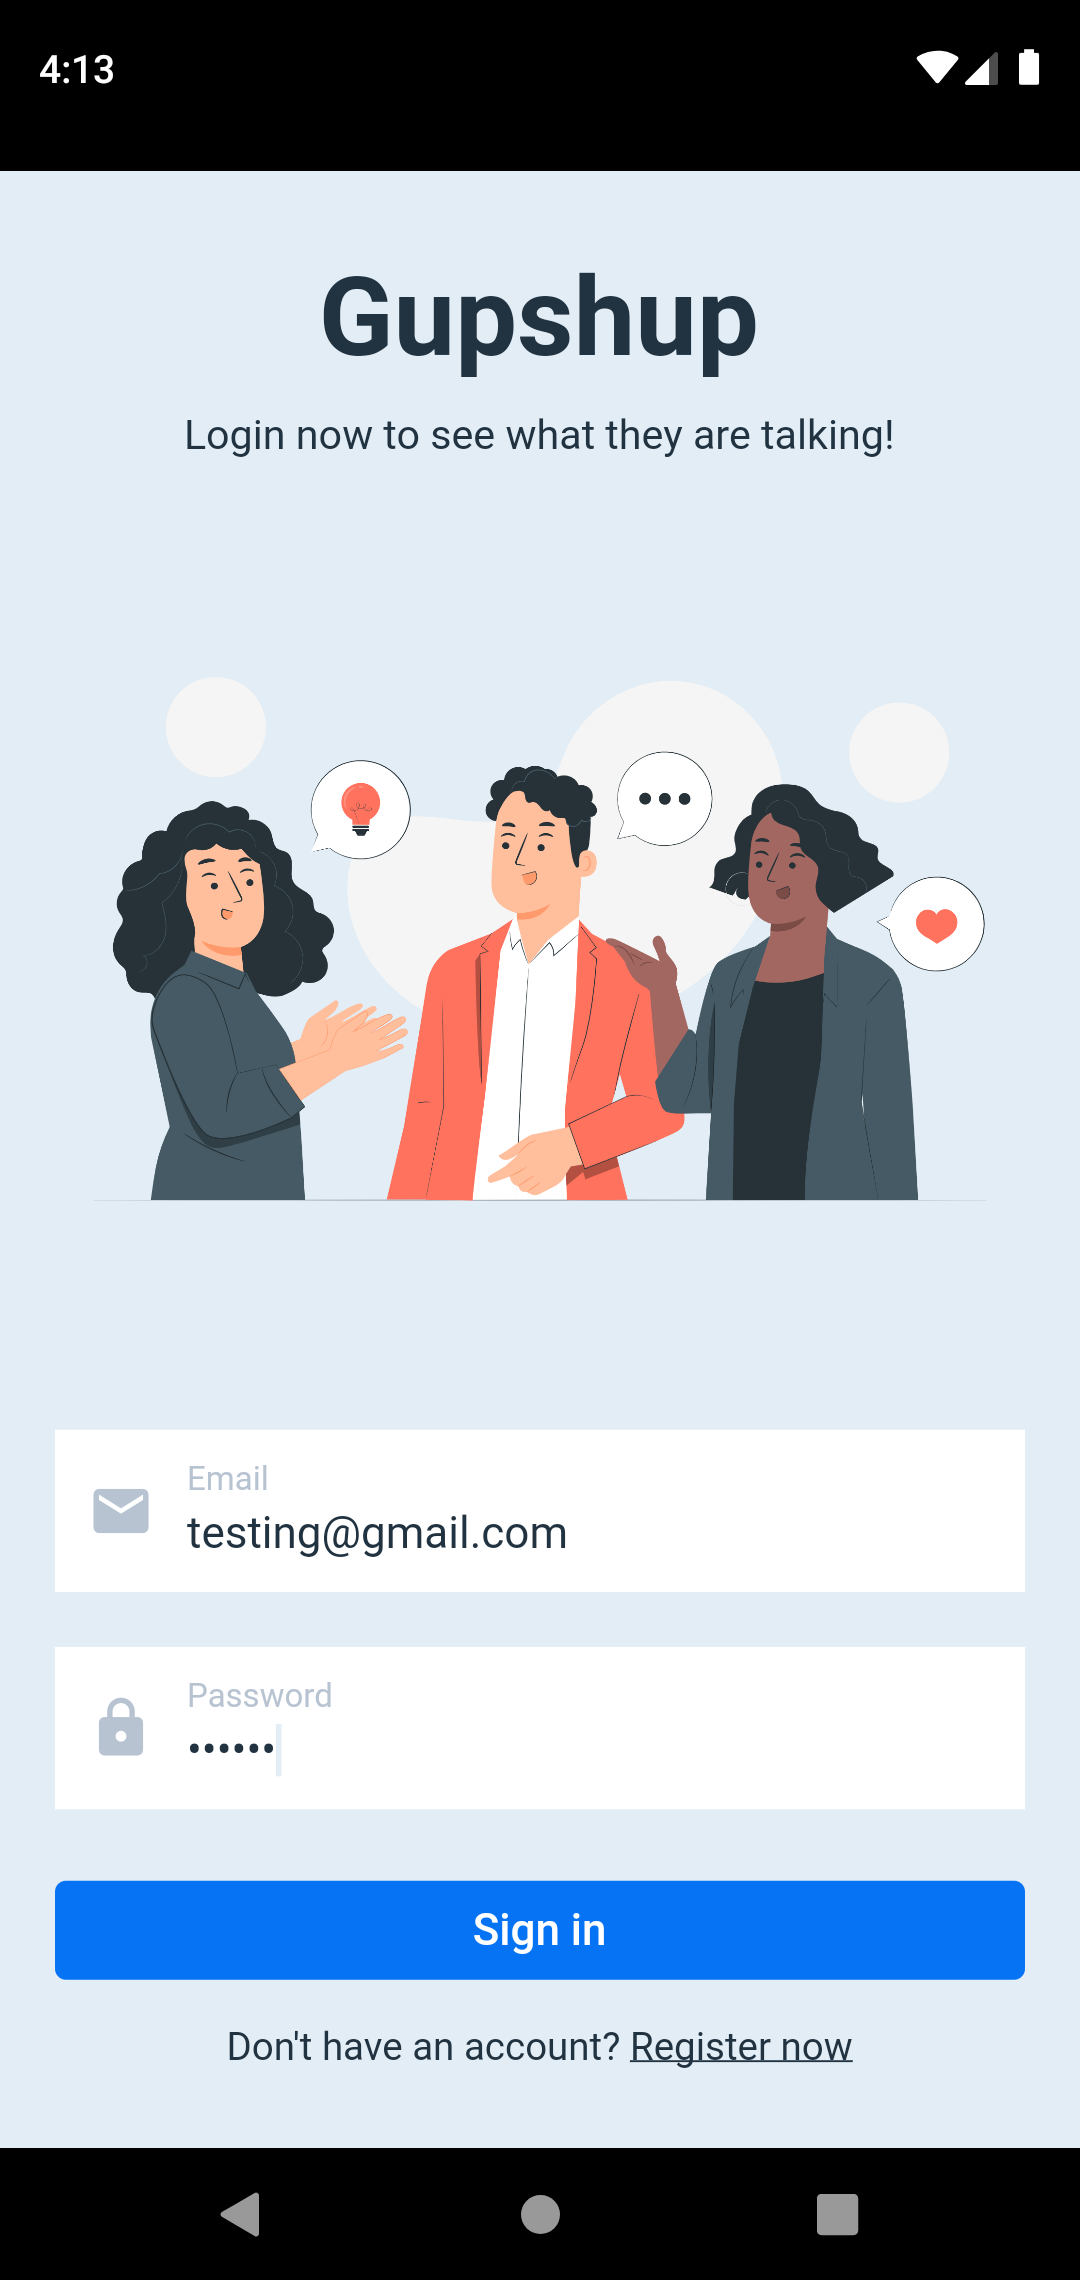 4:13
Gupshup
Login now to see what they are talking!
Email
testing@gmail.com
Password
••••••
Sign in
Don't have an account? Register now